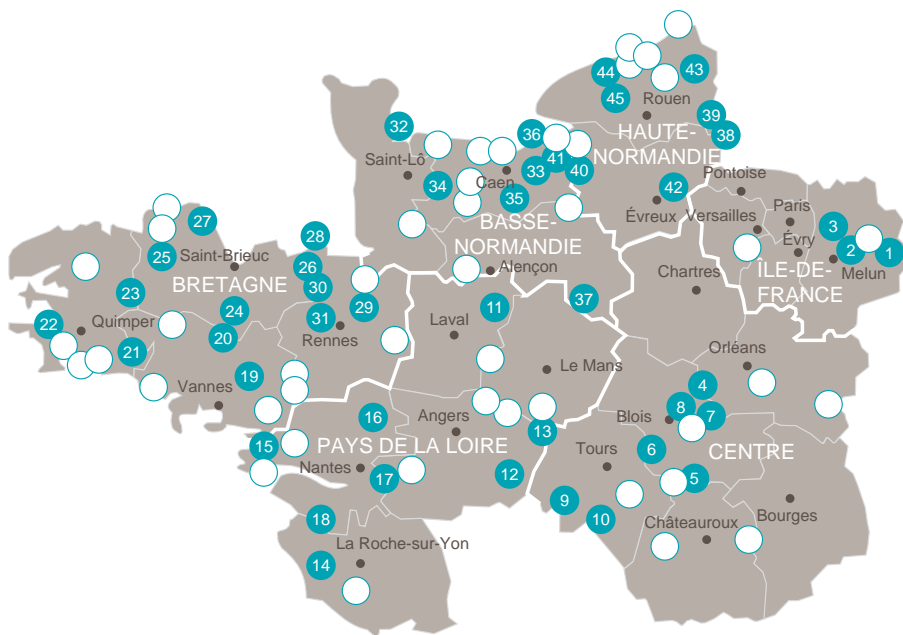 43
44
45
Rouen
39
32
36
38
HAUTE-
NORMANDIE
Saint-Lô
41
33
40
Caen
Pontoise
34
35
42
Évreux
Versailles
Paris
27
BASSE-
NORMANDIE
3
28
Évry
2
1
25
Saint-Brieuc
26
Alençon
Melun
ÎLE-DE-
FRANCE
BRETAGNE
30
Chartres
23
37
24
29
11
22
Quimper
31
Rennes
Laval
20
21
Orléans
19
Le Mans
Vannes
4
16
Angers
8
7
Blois
13
15
PAYS DE LA LOIRE
6
CENTRE
Nantes
Tours
17
12
5
9
Bourges
18
10
Châteauroux
La Roche-sur-Yon
14